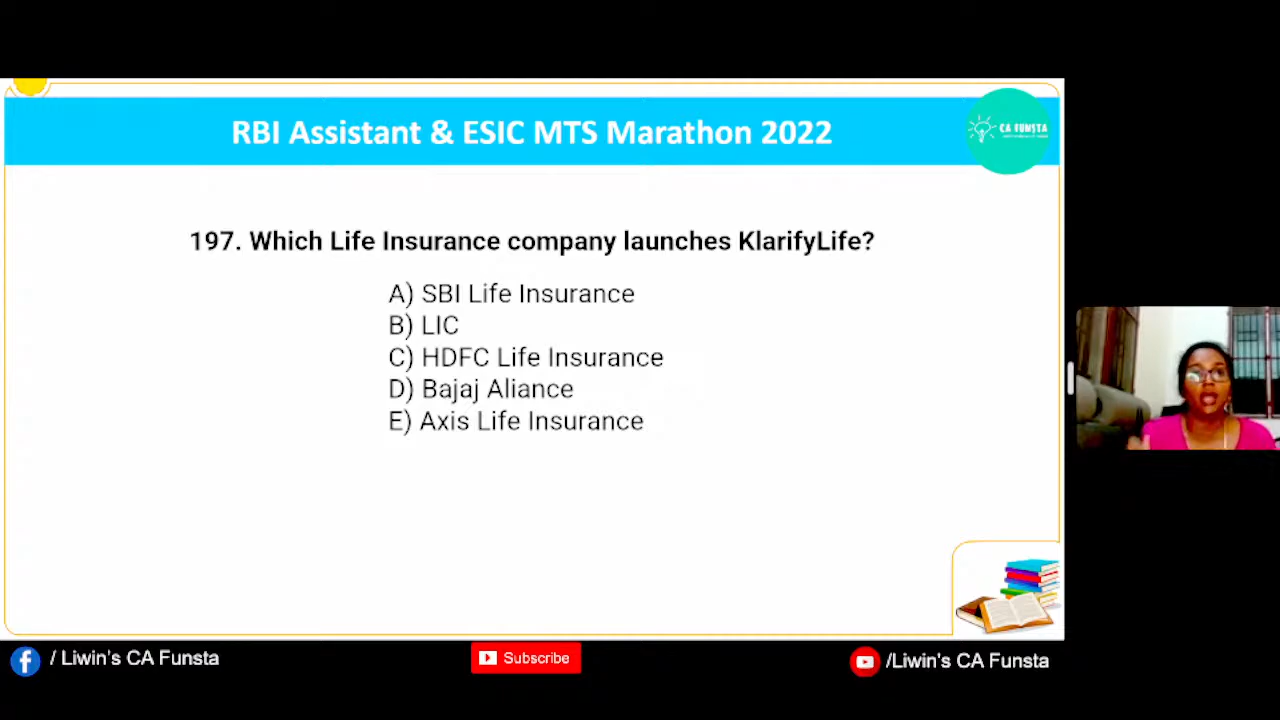 RBI Assistant & ESIC MTS Marathon 2022
CA FUNSTA
197. Which Life Insurance company launches KlarifyLife?
A) SBI Life Insurance
B) LIC
C) HDFC Life Insurance
D) Bajaj Aliance
E) Axis Life Insurance
/ Liwin's CA Funsta
Subscribe
/Liwin's CA Funsta